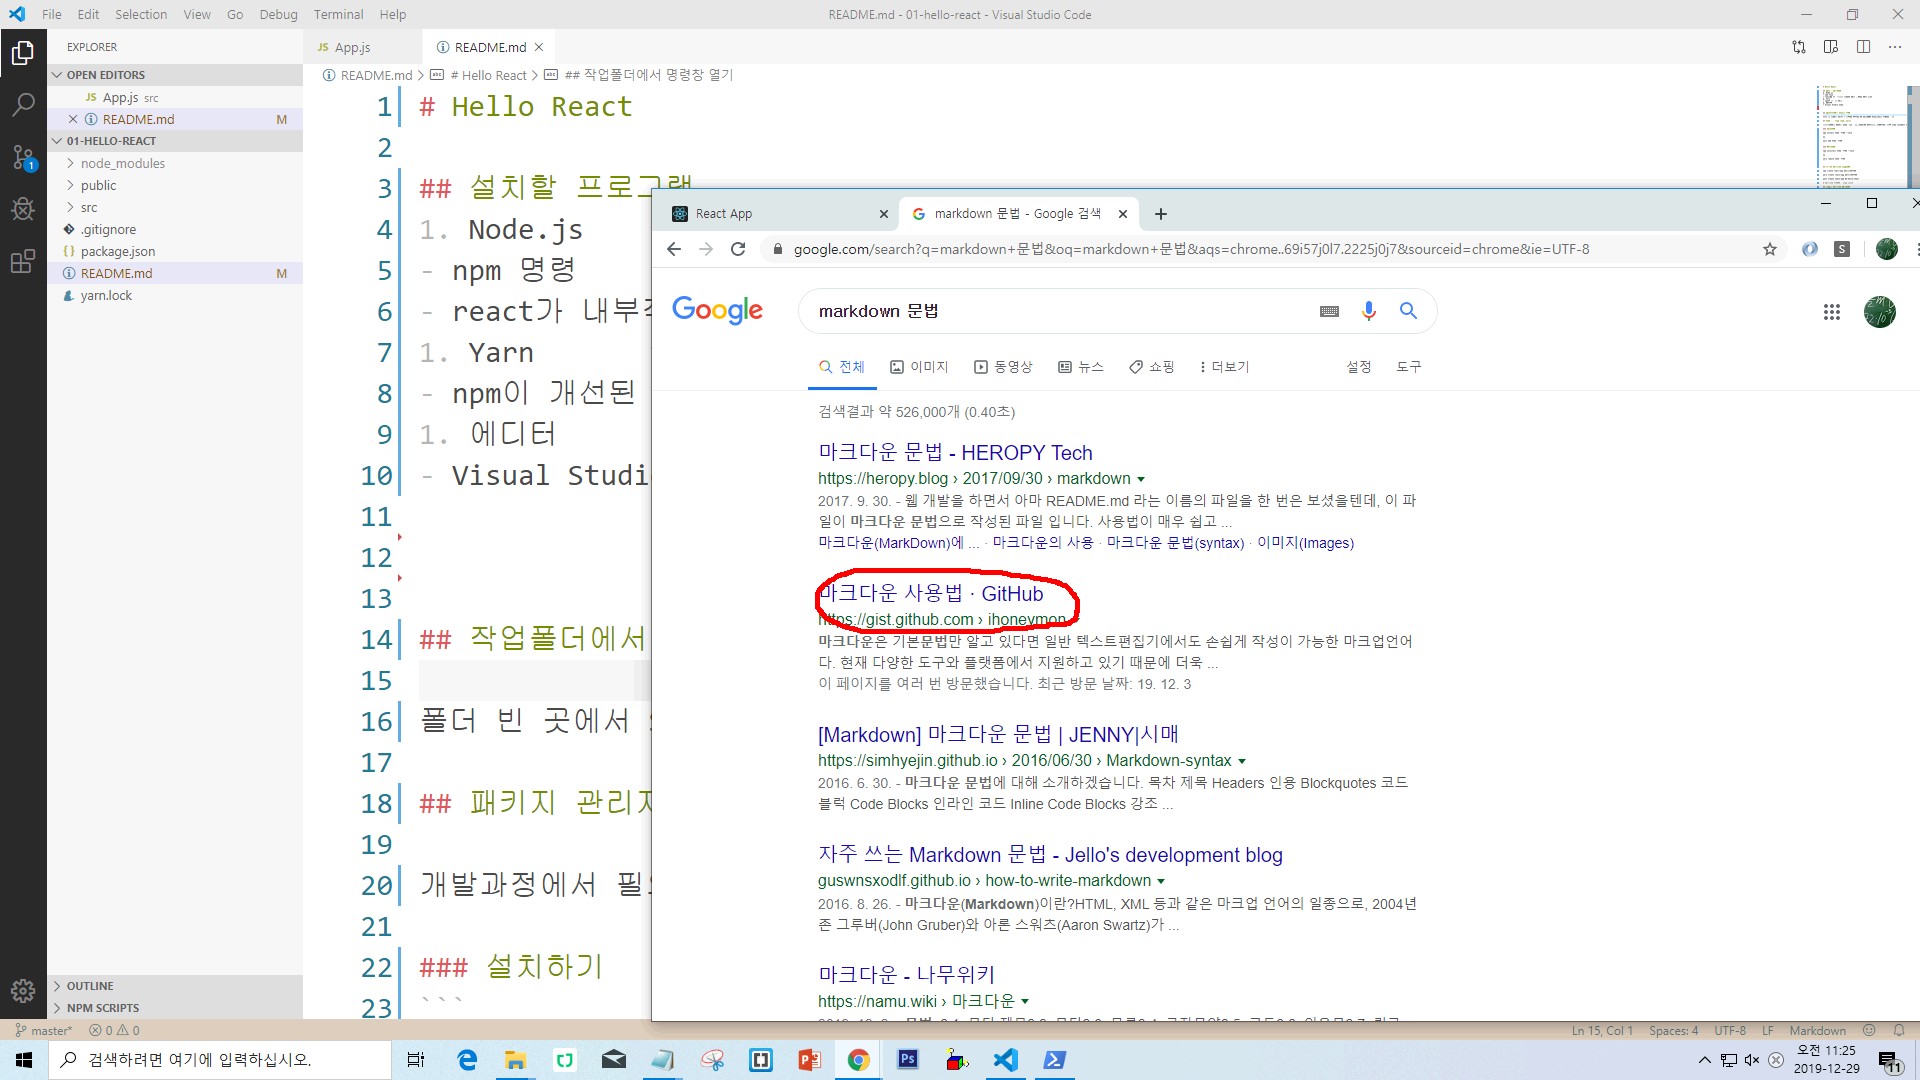 File Edit Selection View Go Debug Terminal Help
README.md - 01-hello-react - Visual Studio Code
EXPLORER
OPEN EDITORS
App.js src
README.md M
01-HELLO-REACT
node_modules
public
src
.gitignore
package.json
README.md M
yarn.lock
OUTLINE
NPM SCRIPTS
App.js
README.md
README.md > # Hello React > ## 작업폴더에서 명령창 열기
1 # Hello React
2
3 ## 설치할 프로그램
4 1. Node.js
5 - npm 명령
6 - react가 내부
7 1. Yarn
8 - npm이 개선된
9 1. 에디터
10 - Visual Studi
11
12
13
14 ## 작업폴더에서
15
16 폴더 빈 곳에서
17
18 ## 패키지 관리
19
20 개발과정에서
21
22 ### 설치하기
23 ```
React App
markdown 문법 - Google 검색
google.com/search?q=markdown+문법&oq=markdown+문법&aqs=chrome..69i57j0l7.2225j0j7&sourceid=chrome&ie=UTF-8
Google
markdown 문법
전체 이미지 동영상 뉴스 쇼핑 더보기 설정 도구
검색결과 약 526,000개 (0.40초)
마크다운 문법 - HEROPY Tech
https://heropy.blog › 2017/09/30 › markdown
2017. 9. 30. - 웹 개발을 하면서 아마 README.md 라는 이름의 파일을 한 번은 보셨을텐데, 이 파
일이 마크다운 문법으로 작성된 파일 입니다. 사용법이 매우 쉽고 ...
마크다운(MarkDown)에 ... · 마크다운의 사용 · 마크다운 문법(syntax) · 이미지(Images)
마크다운 사용법 · GitHub
https://gist.github.com › ihoneymon
마크다운은 기본문법만 알고 있다면 일반 텍스트편집기에서도 손쉽게 작성이 가능한 마크업언어
다. 현재 다양한 도구와 플랫폼에서 지원하고 있기 때문에 더욱 ...
이 페이지를 여러 번 방문했습니다. 최근 방문 날짜: 19. 12. 3
[Markdown] 마크다운 문법 | JENNY|시매
https://simhyejin.github.io › 2016/06/30 › Markdown-syntax
2016. 6. 30. - 마크다운 문법에 대해 소개하겠습니다. 목차 제목 Headers 인용 Blockquotes 코드
블럭 Code Blocks 인라인 코드 Inline Code Blocks 강조 ...
자주 쓰는 Markdown 문법 - Jello's development blog
guswnsxodlf.github.io › how-to-write-markdown
2016. 8. 26. - 마크다운(Markdown)이란?HTML, XML 등과 같은 마크업 언어의 일종으로, 2004년
존 그루버(John Gruber)와 아론 스워츠(Aaron Swartz)가 ...
마크다운 - 나무위키
https://namu.wiki › 마크다운
master* 0 0
Ln 15, Col 1 Spaces: 4 UTF-8 LF Markdown
검색하려면 여기에 입력하십시오.
오전 11:25
2019-12-29
11